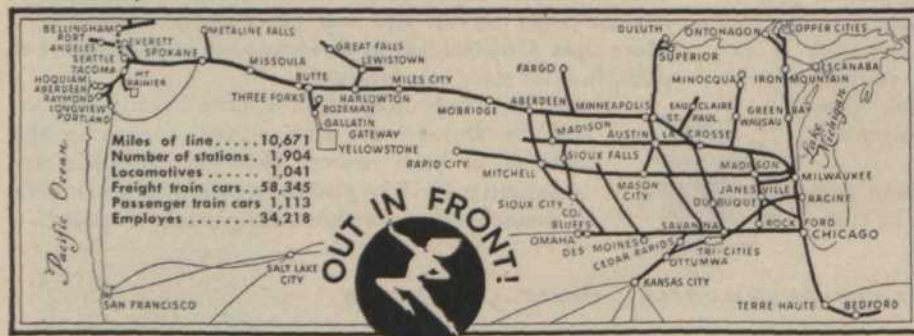 BELLINGHAM
PORT
ANGELES
EVERETT
SPOKANE
METALINE FALLS
SEATTLE
TACOMA
HOQUIAM
ABERDEEN
RAYMOND
LONGVIEW
PORTLAND
MT.
RAINIER
MISSOULA
BUTTE
THREE FORKS
GREAT FALLS
LEWISTOWN
MILES CITY
HARLOWTON
BOZEMAN
GALLATIN
GATEWAY
YELLOWSTONE
Miles of line.....10,671
Number of stations. 1,904
Locomotives ...... 1,041
Freight train cars..58,345
Passenger train cars 1,113
Employes ........34,218
Pacific Ocean
SAN FRANCISCO
SALT LAKE
CITY
OUT IN FRONT!
DULUTH
ONTONAGON
COPPER CITIES
SUPERIOR
FARGO
MINOCQUA
IRON MOUNTAIN
ESCANABA
MOBRIDGE
ABERDEEN
MINNEAPOLIS
ST.
PAUL
EAU CLAIRE
WAUSAU
GREEN BAY
Lake
Michigan
MADISON
AUSTIN
LA CROSSE
RAPID CITY
MITCHELL
SIOUX FALLS
MASON
CITY
MADISON
MILWAUKEE
JANESVILLE
RACINE
SIOUX CITY
DUBUQUE
ROCKFORD
CO.
BLUFFS
OMAHA
DES MOINES
CEDAR RAPIDS
SAVANNA
TRI-CITIES
OTTUMWA
CHICAGO
KANSAS CITY
TERRE HAUTE
BEDFORD